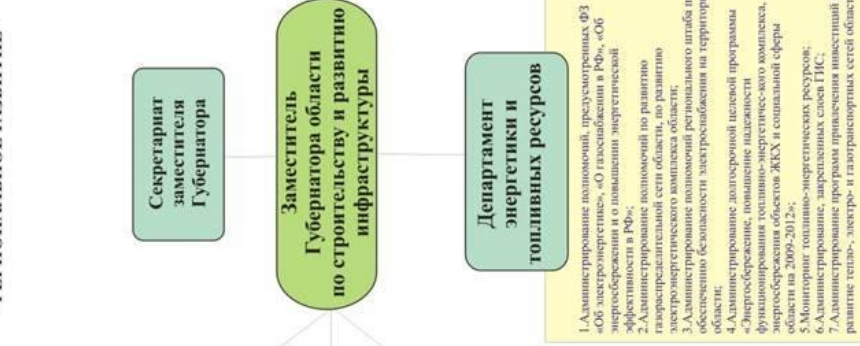 Секретариат
заместителя
Губернатора
Заместитель
Губернатора области
по строительству и развитию
инфраструктуры
Департамент
энергетики и
топливных ресурсов
1.Администрирование полномочий, предусмотренных ФЗ
«Об электроэнергетике», «О газоснабжении в РФ», «Об
энергосбережении и о повышении энергетической
эффективности в РФ»;
2.Администрирование полномочий по развитию
газораспределительной сети области, по развитию
электроэнергетического комплекса области;
3.Администрирование полномочий регионального штаба
обеспечению безопасности электроснабжения на
области;
4.Администрирование долгосрочной целевой программы
«Энергосбережение, повышение надежности
функционирования топливно-энергетичес-кого комплекса,
энергосбережения объектов ЖКХ и социальной сферы
области на 2009-2012»;
5.Мониторинг топливно-энергетических ресурсов;
6.Администрирование, закрепленных слоев ГИС;
7.Администрирование программ привлечения инвестиций
развитие тепло-, электро- и газотранспортных сетей